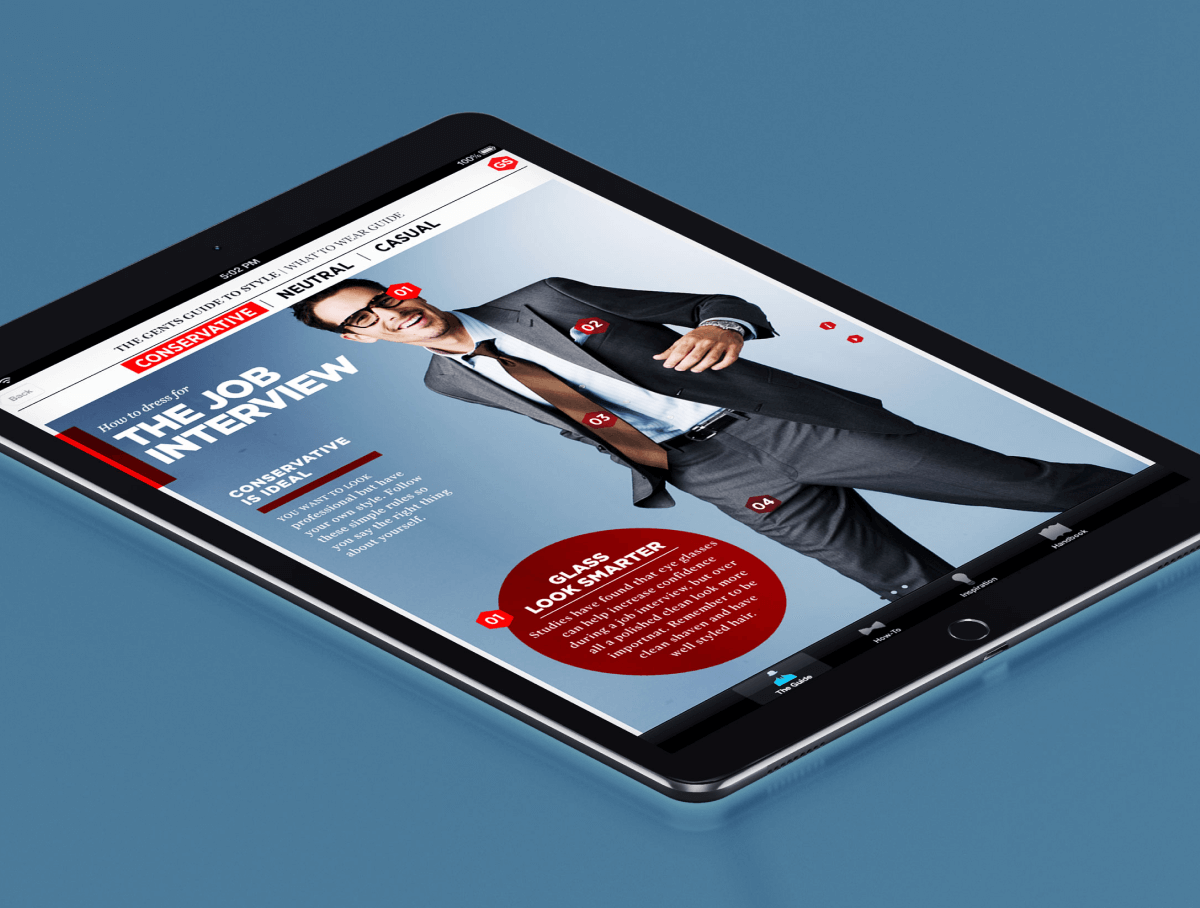 5:02 PM
100%
Back
THE GENTS GUIDE TO STYLE | WHAT TO WEAR GUIDE
GS
CONSERVATIVE | NEUTRAL | CASUAL
How to dress for
THE JOB
INTERVIEW
CONSERVATIVE
IS IDEAL
YOU WANT TO LOOK
professional but have
your own style. Follow
these simple rules so
you say the right thing
about yourself.
01
02
03
04
01
GLASS
LOOK SMARTER
Studies have found that eye glasses
can help increase confidence
during a job interview, but over
all a polished clean look more
importnat. Remember to be
clean shaven and have
well styled hair.
The Guide
How-To
Inspiration
Handbook